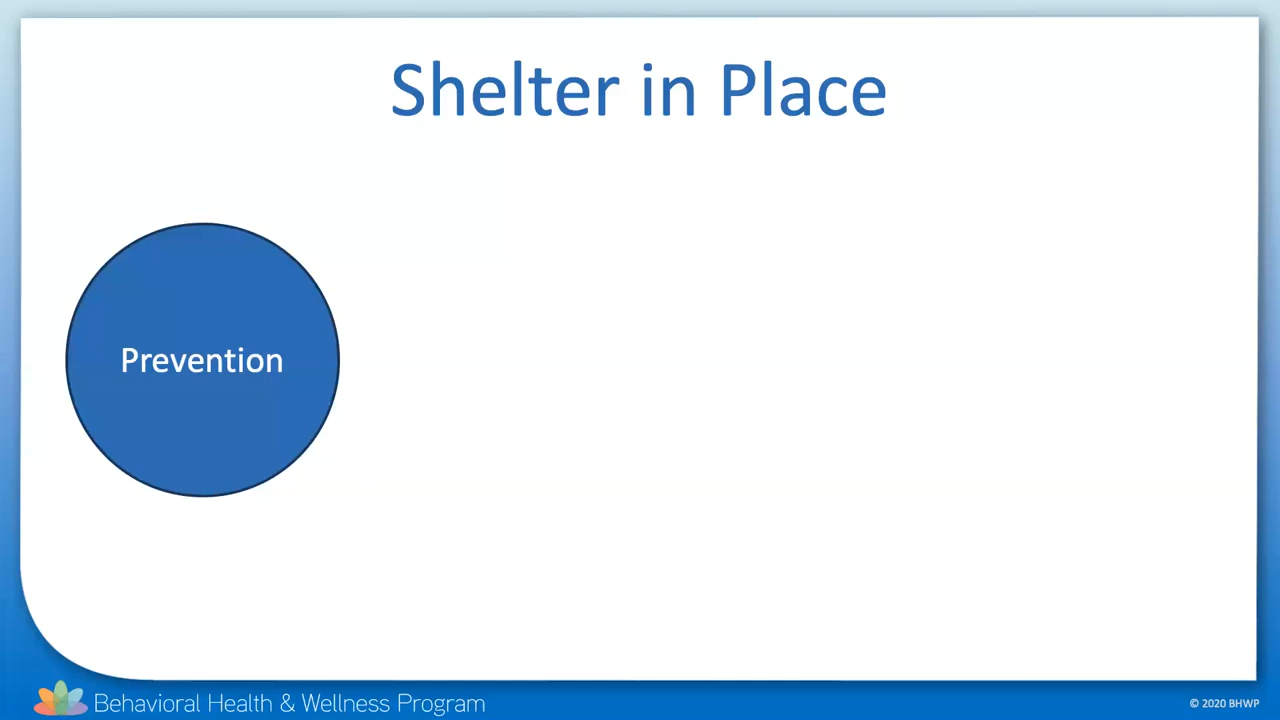 Shelter in Place
Prevention
Behavioral Health & Wellness Program
© 2020 BHWP